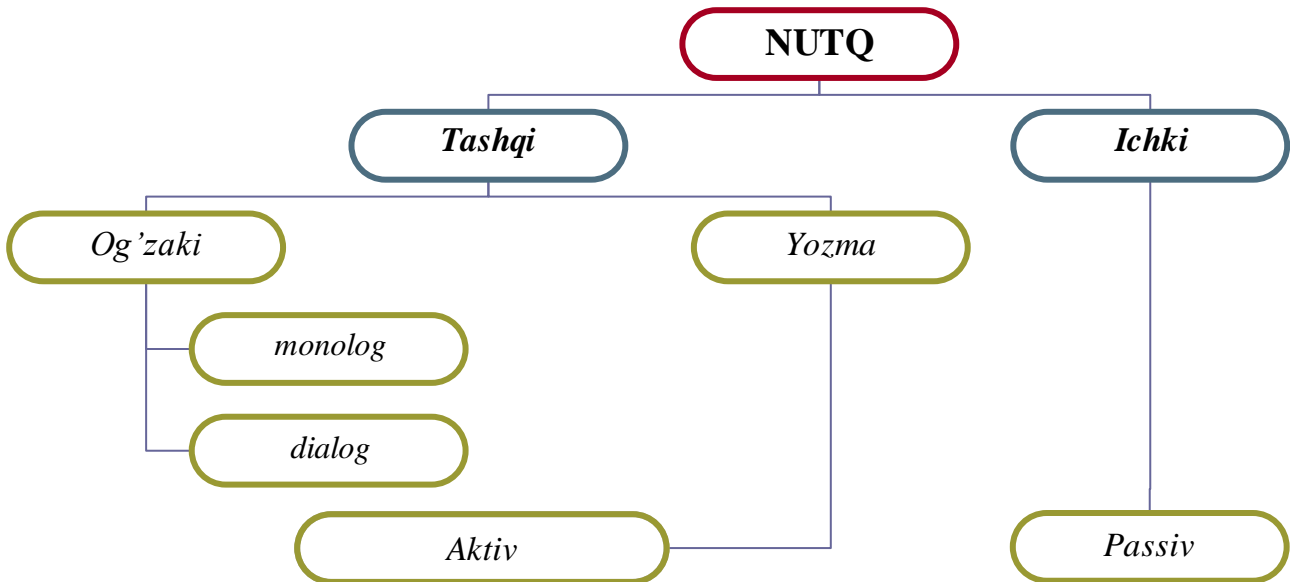 NUTQ
Tashqi
Ichki
Og’zaki
Yozma
monolog
dialog
Aktiv
Passiv